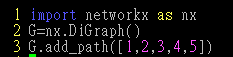 1 import networkx as nx
2 G=nx.DiGraph()
3 G.add_path([1,2,3,4,5])